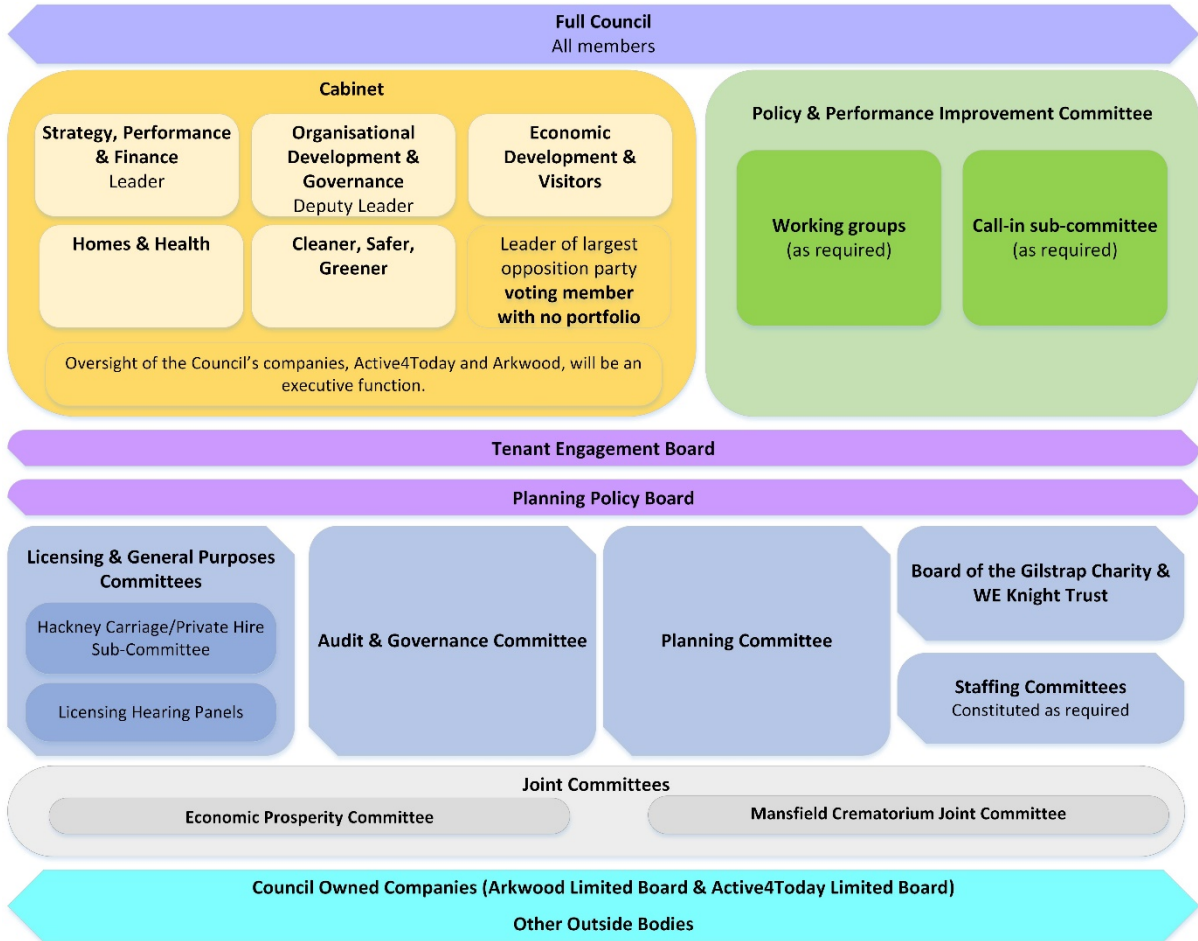 Full Council
All members
Cabinet
Strategy, Performance
& Finance
Leader
Organisational
Development &
Governance
Deputy Leader
Economic
Development &
Visitors
Homes & Health
Cleaner, Safer,
Greener
Leader of largest
opposition party
voting member
with no portfolio
Oversight of the Council’s companies, Active4Today and Arkwood, will be an
executive function.
Policy & Performance Improvement Committee
Working groups
(as required)
Call-in sub-committee
(as required)
Tenant Engagement Board
Planning Policy Board
Licensing & General Purposes
Committees
Hackney Carriage/Private Hire
Sub-Committee
Licensing Hearing Panels
Audit & Governance Committee
Planning Committee
Board of the Gilstrap Charity &
WE Knight Trust
Staffing Committees
Constituted as required
Joint Committees
Economic Prosperity Committee
Mansfield Crematorium Joint Committee
Council Owned Companies (Arkwood Limited Board & Active4Today Limited Board)
Other Outside Bodies